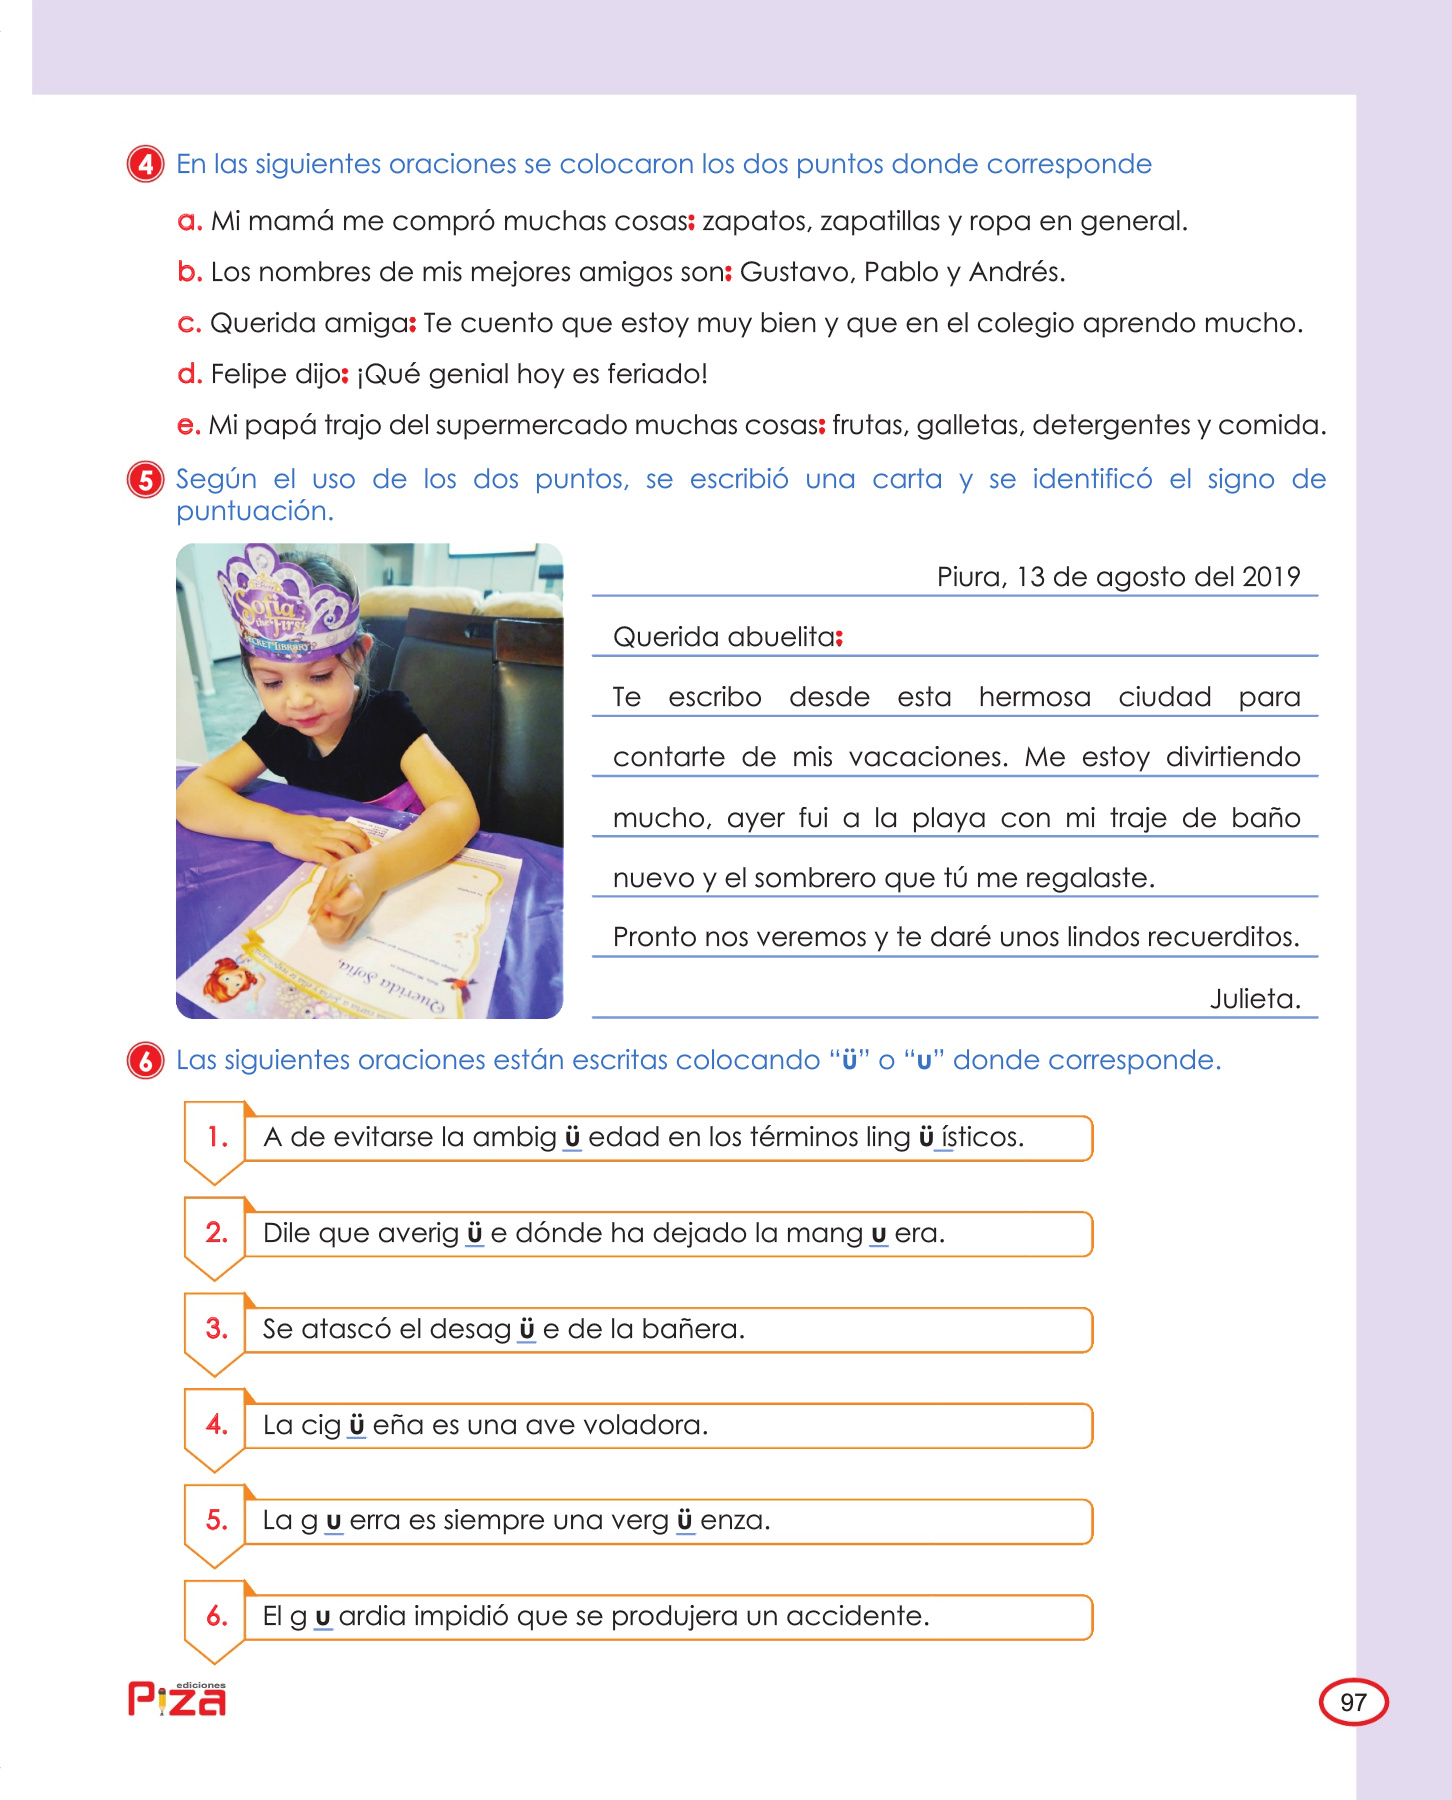 4 En las siguientes oraciones se colocaron los dos puntos donde corresponde
a. Mi mamá me compró muchas cosas: zapatos, zapatillas y ropa en general.
b. Los nombres de mis mejores amigos son: Gustavo, Pablo y Andrés.
c. Querida amiga: Te cuento que estoy muy bien y que en el colegio aprendo mucho.
d. Felipe dijo: ¡Qué genial hoy es feriado!
e. Mi papá trajo del supermercado muchas cosas: frutas, galletas, detergentes y comida.
5 Según el uso de los dos puntos, se escribió una carta y se identificó el signo de
puntuación.
Sofia
the First
Querida Sofia,
Piura, 13 de agosto del 2019
Querida abuelita:
Te escribo desde esta hermosa ciudad para
contarte de mis vacaciones. Me estoy divirtiendo
mucho, ayer fui a la playa con mi traje de baño
nuevo y el sombrero que tú me regalaste.
Pronto nos veremos y te daré unos lindos recuerditos.
Julieta.
6 Las siguientes oraciones están escritas colocando “ü” o “u” donde corresponde.
1. A de evitarse la ambig ü edad en los términos ling ü ísticos.
2. Dile que averig ü e dónde ha dejado la mang u era.
3. Se atascó el desag ü e de la bañera.
4. La cig ü eña es una ave voladora.
5. La g u erra es siempre una verg ü enza.
6. El g u ardia impidió que se produjera un accidente.
ediciones
Piza
97